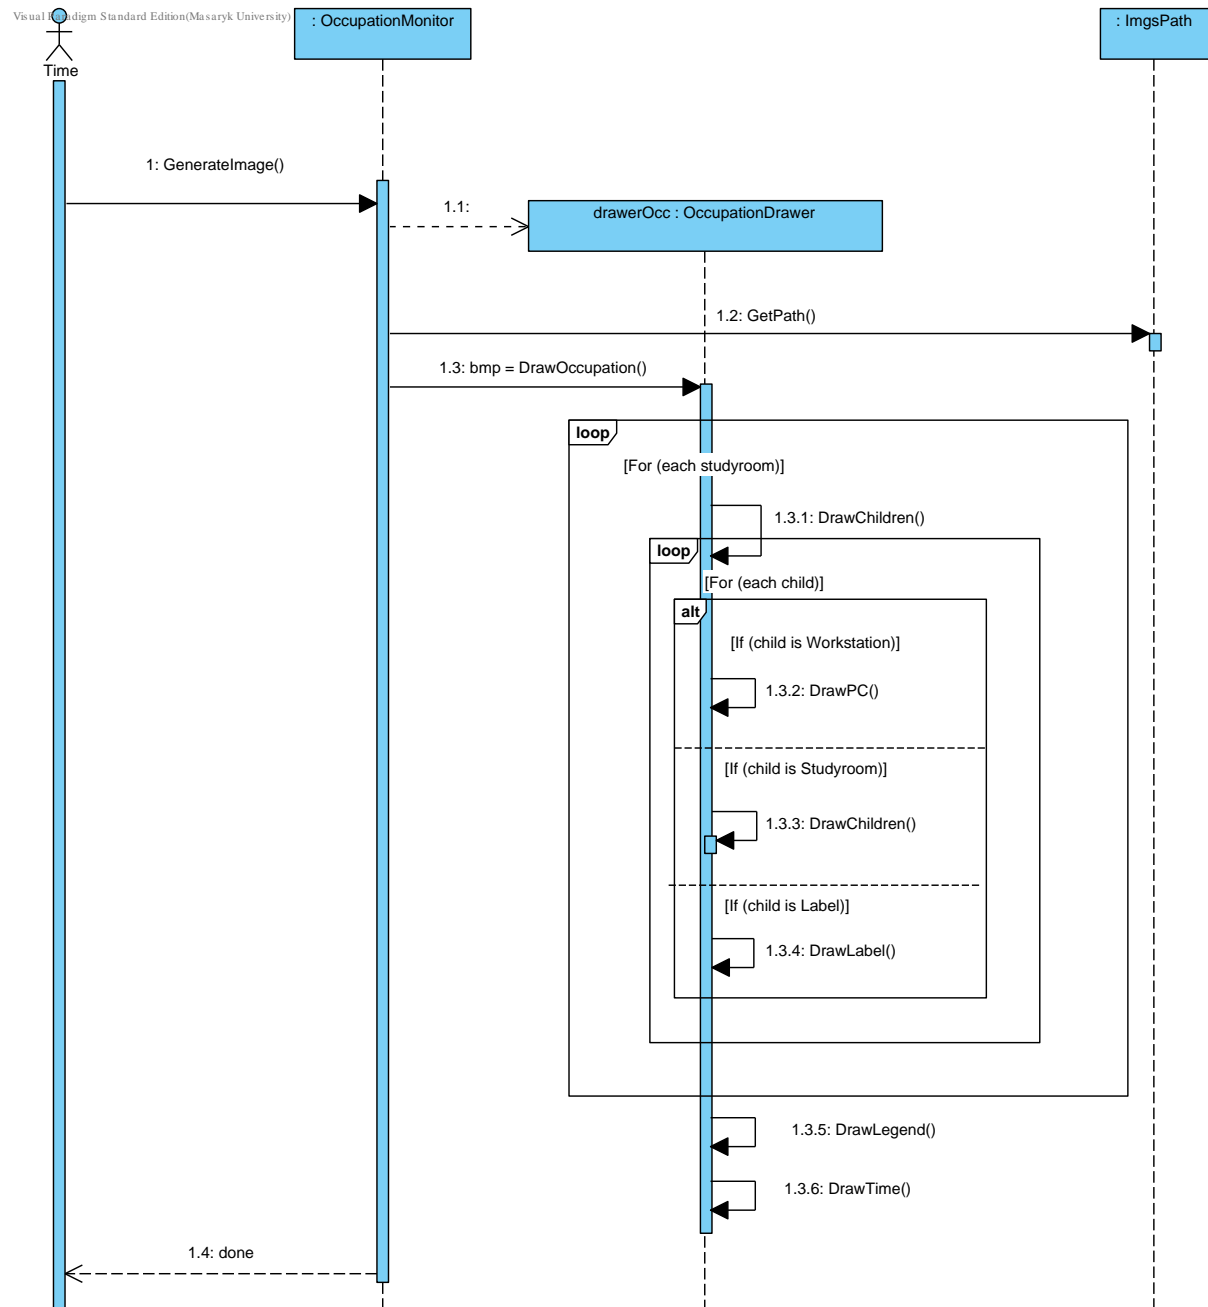 Visual Paradigm Standard Edition(Masaryk University)
: OccupationMonitor
: ImgsPath
Time
1: GenerateImage()
1.1:
drawerOcc : OccupationDrawer
1.2: GetPath()
1.3: bmp = DrawOccupation()
loop
[For (each studyroom)]
1.3.1: DrawChildren()
loop
[For (each child)]
alt
[If (child is Workstation)]
1.3.2: DrawPC()
[If (child is Studyroom)]
1.3.3: DrawChildren()
[If (child is Label)]
1.3.4: DrawLabel()
1.3.5: DrawLegend()
1.3.6: DrawTime()
1.4: done